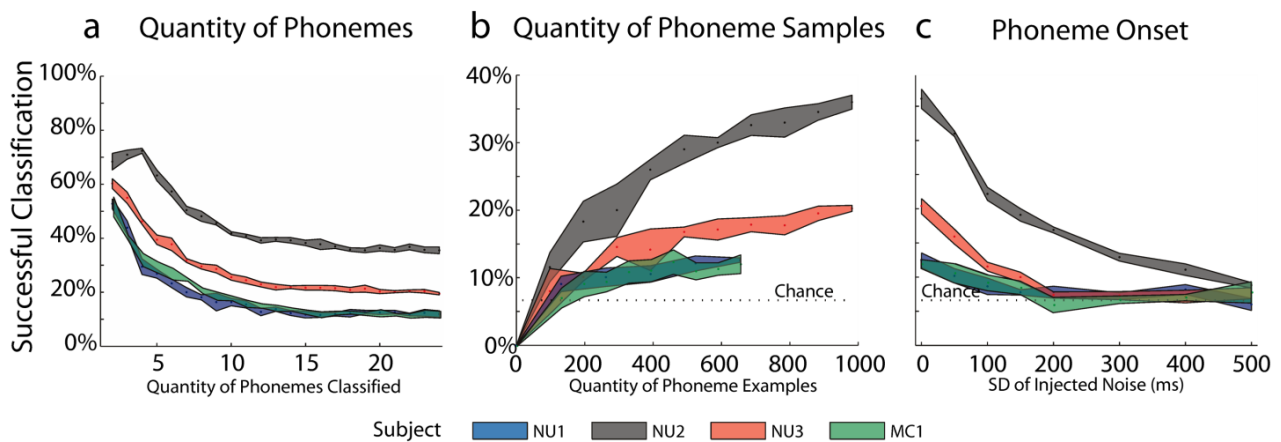 a Quantity of Phonemes
b Quantity of Phoneme Samples
c Phoneme Onset
Successful Classification
100%
80%
60%
40%
20%
0%
5 10 15 20
Quantity of Phonemes Classified
40%
30%
20%
10%
0%
Chance
0 200 400 600 800 1000
Quantity of Phoneme Examples
Chance
0 100 200 300 400 500
SD of Injected Noise (ms)
Subject NU1 NU2 NU3 MC1